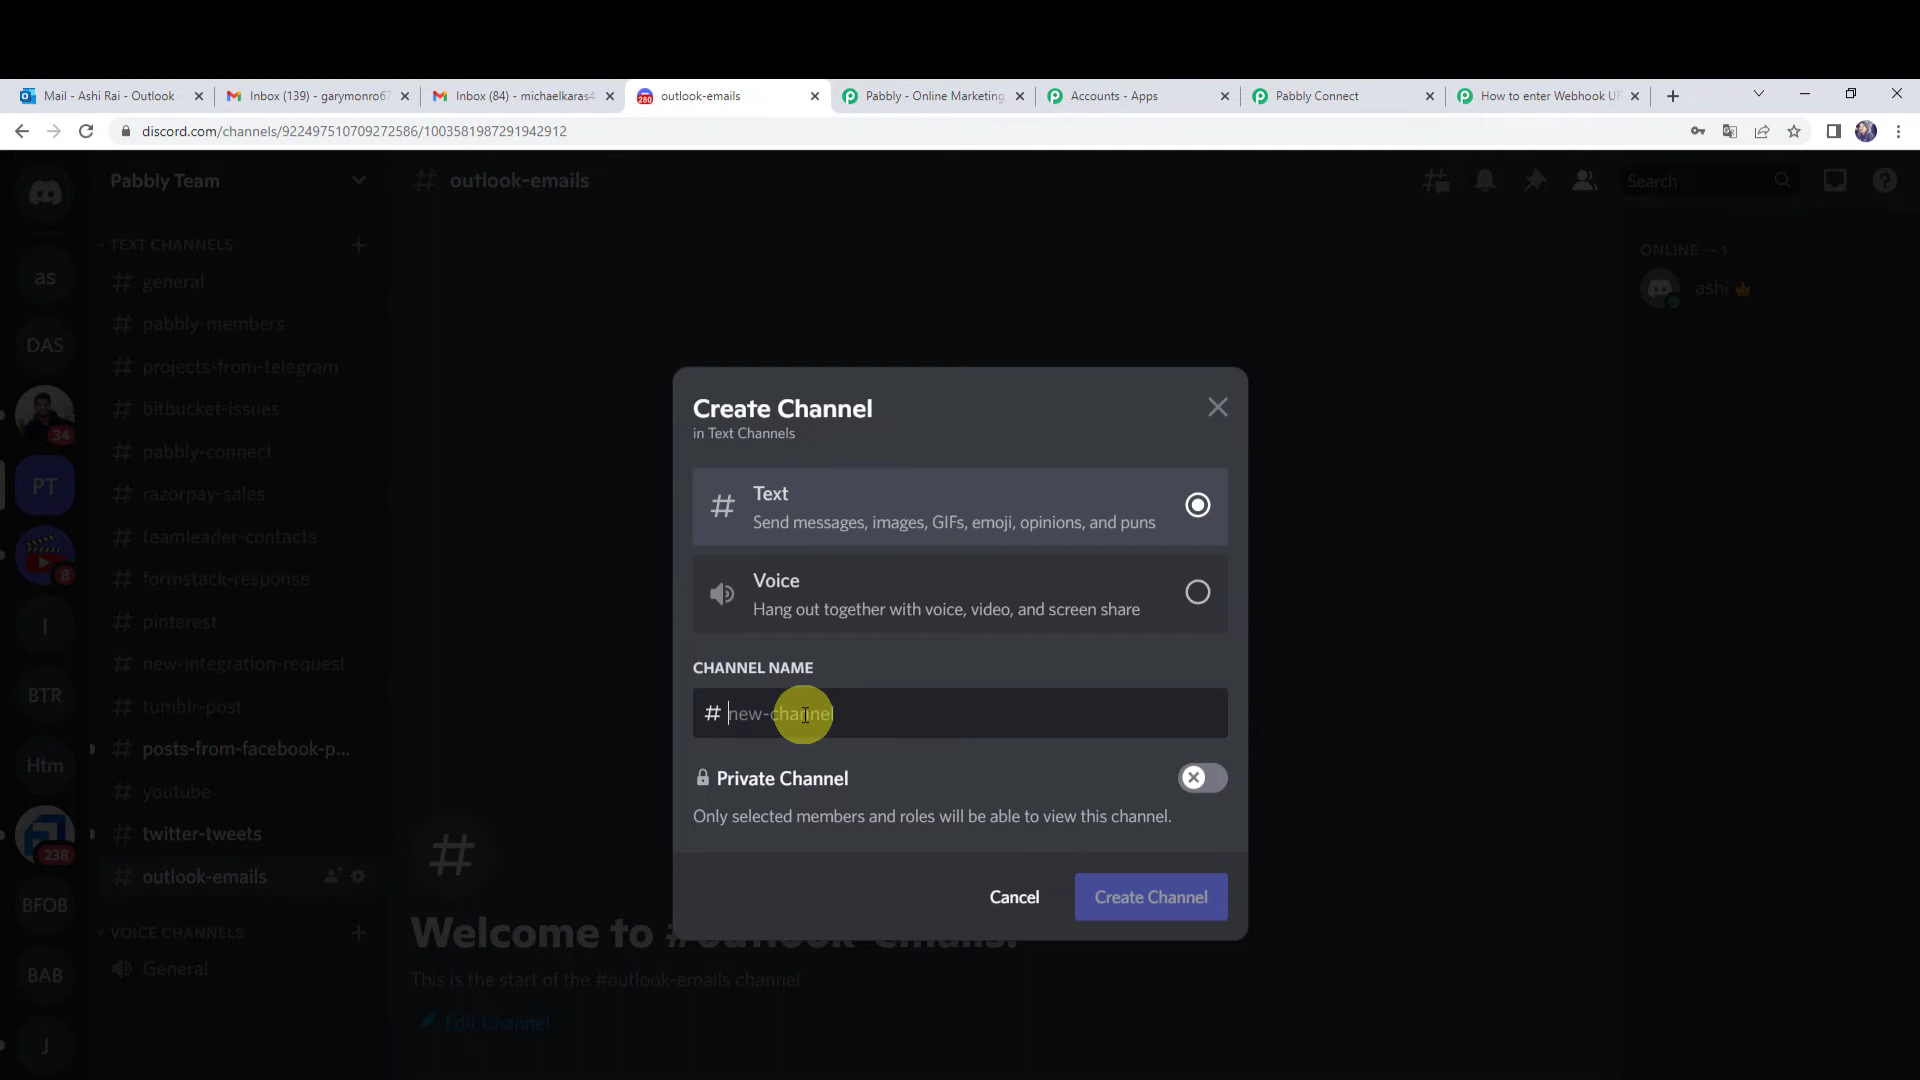 Mail - Ashi Rai - Outlook
Inbox (139) - garymonro67
Inbox (84) - michaelkaras4
280
outlook-emails
Pabbly - Online Marketing
Accounts - Apps
Pabbly Connect
How to enter Webhook UR
discord.com/channels/922497510709272586/1003581987291942912
Pabbly Team
# outlook-emails
Search
TEXT CHANNELS
ONLINE — 1
ashi
# general
# pabbly-members
# projects-from-telegram
# bitbucket-issues
# pabbly-connect
# razorpay-sales
# teamleader-contacts
# formstack-response
# pinterest
# new-integration-request
# tumblr-post
# posts-from-facebook-p...
# youtube
# twitter-tweets
# outlook-emails
VOICE CHANNELS
General
as
DAS
34
PT
8
I
BTR
Htm
238
BFOB
BAB
J
Create Channel
in Text Channels
# Text
Send messages, images, GIFs, emoji, opinions, and puns
Voice
Hang out together with voice, video, and screen share
CHANNEL NAME
# new-channel
Private Channel
Only selected members and roles will be able to view this channel.
Cancel
Create Channel
#
Welcome to #outlook-emails!
This is the start of the #outlook-emails channel
Edit Channel